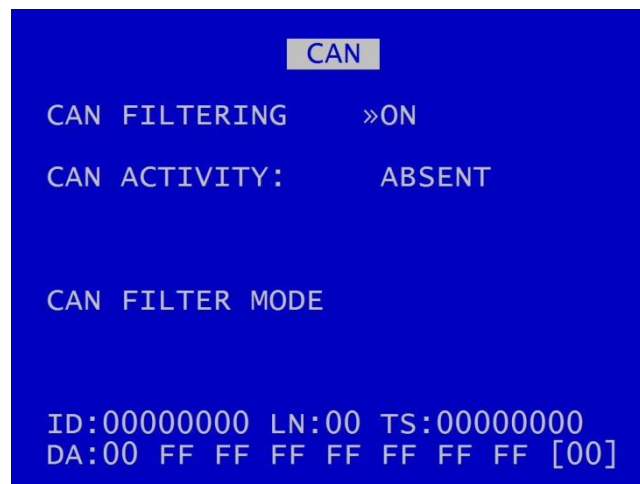 CAN
CAN FILTERING »ON
CAN ACTIVITY: ABSENT
CAN FILTER MODE
ID:00000000 LN:00 TS:00000000
DA:00 FF FF FF FF FF FF FF [00]